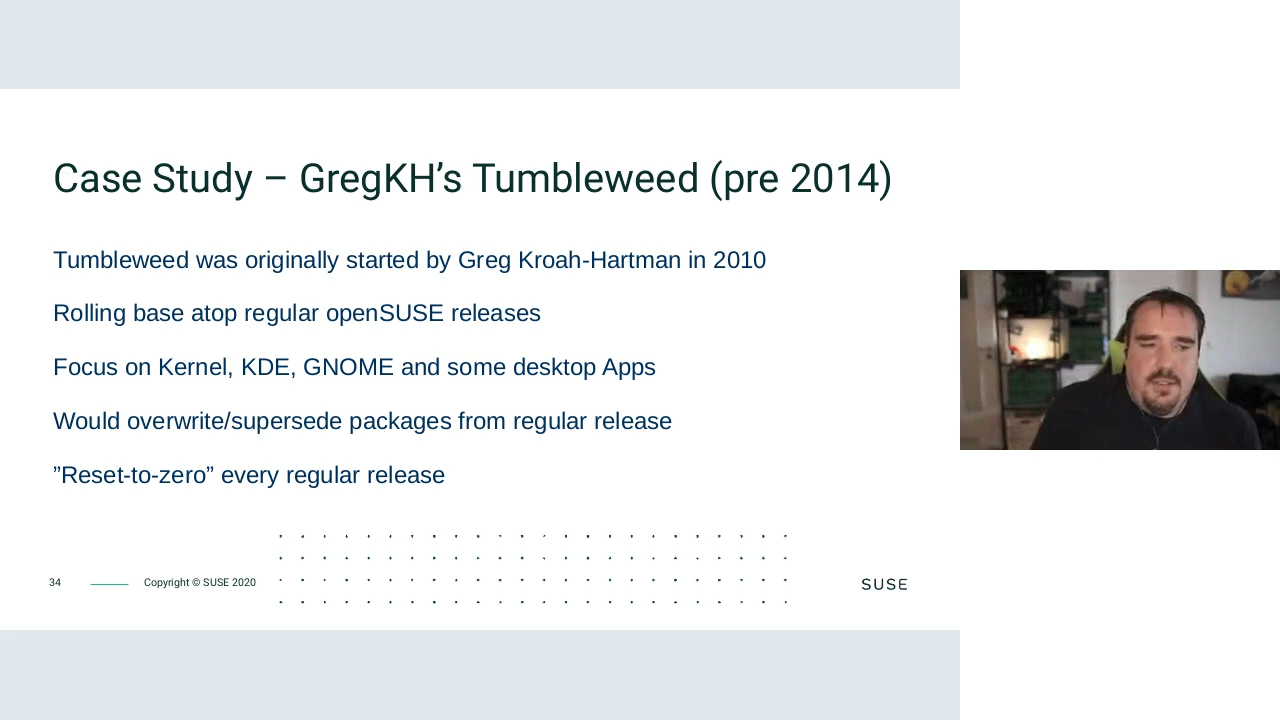 Case Study – GregKH’s Tumbleweed (pre 2014)
Tumbleweed was originally started by Greg Kroah-Hartman in 2010
Rolling base atop regular openSUSE releases
Focus on Kernel, KDE, GNOME and some desktop Apps
Would overwrite/supersede packages from regular release
”Reset-to-zero” every regular release
34 Copyright © SUSE 2020
SUSE